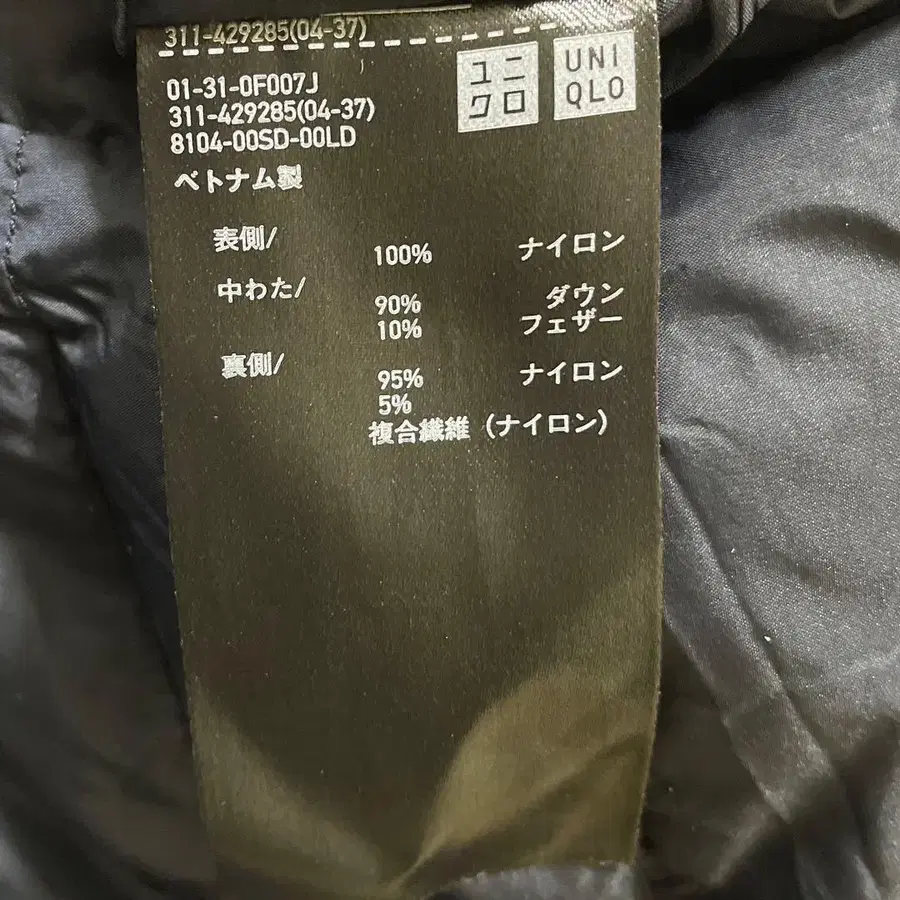 311-429285(04-37)
ユニ
クロ
UNI
QLO
01-31-0F007J
311-429285(04-37)
8104-00SD-00LD
ベトナム製
表側/
100% ナイロン
中わた/
90% ダウン
10% フェザー
裏側/
95% ナイロン
5%
複合繊維（ナイロン）